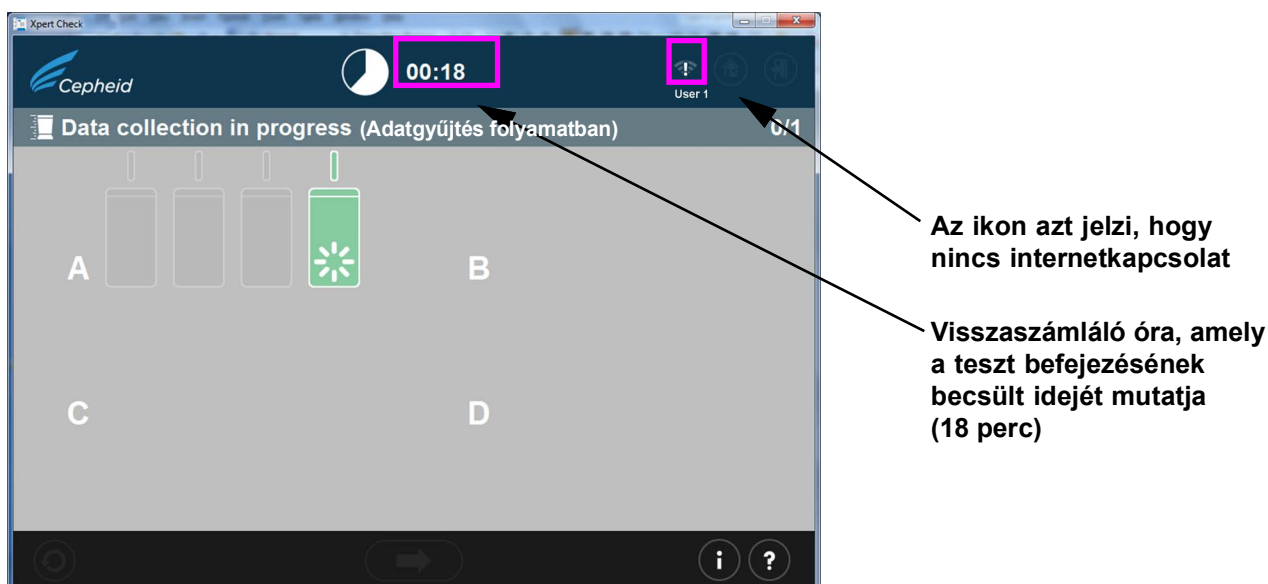 Xpert Check
Cepheid
00:18
User 1
Data collection in progress (Adatgyűjtés folyamatban)
0/1
A
B
C
D
i
?
Az ikon azt jelzi, hogy
nincs internetkapcsolat
Visszaszámláló óra, amely
a teszt befejezésének
becsült idejét mutatja
(18 perc)